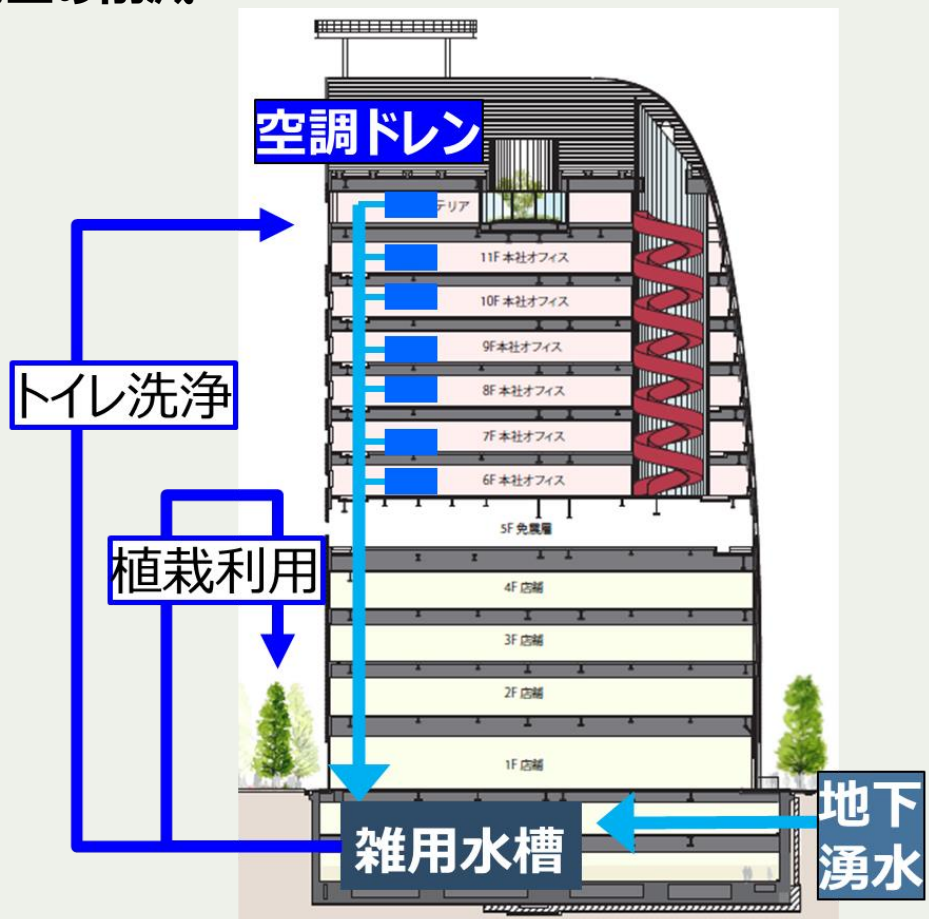 空調ドレン
テリア
11F 本社オフィス
10F 本社オフィス
9F本社オフィス
8F 本社オフィス
トイレ洗浄
7F 本社オフィス
6F 本社オフィス
5F 免震層
植栽利用
4F 店舗
3F 店舗
2F 店舗
1F 店舗
雑用水槽
地下
湧水